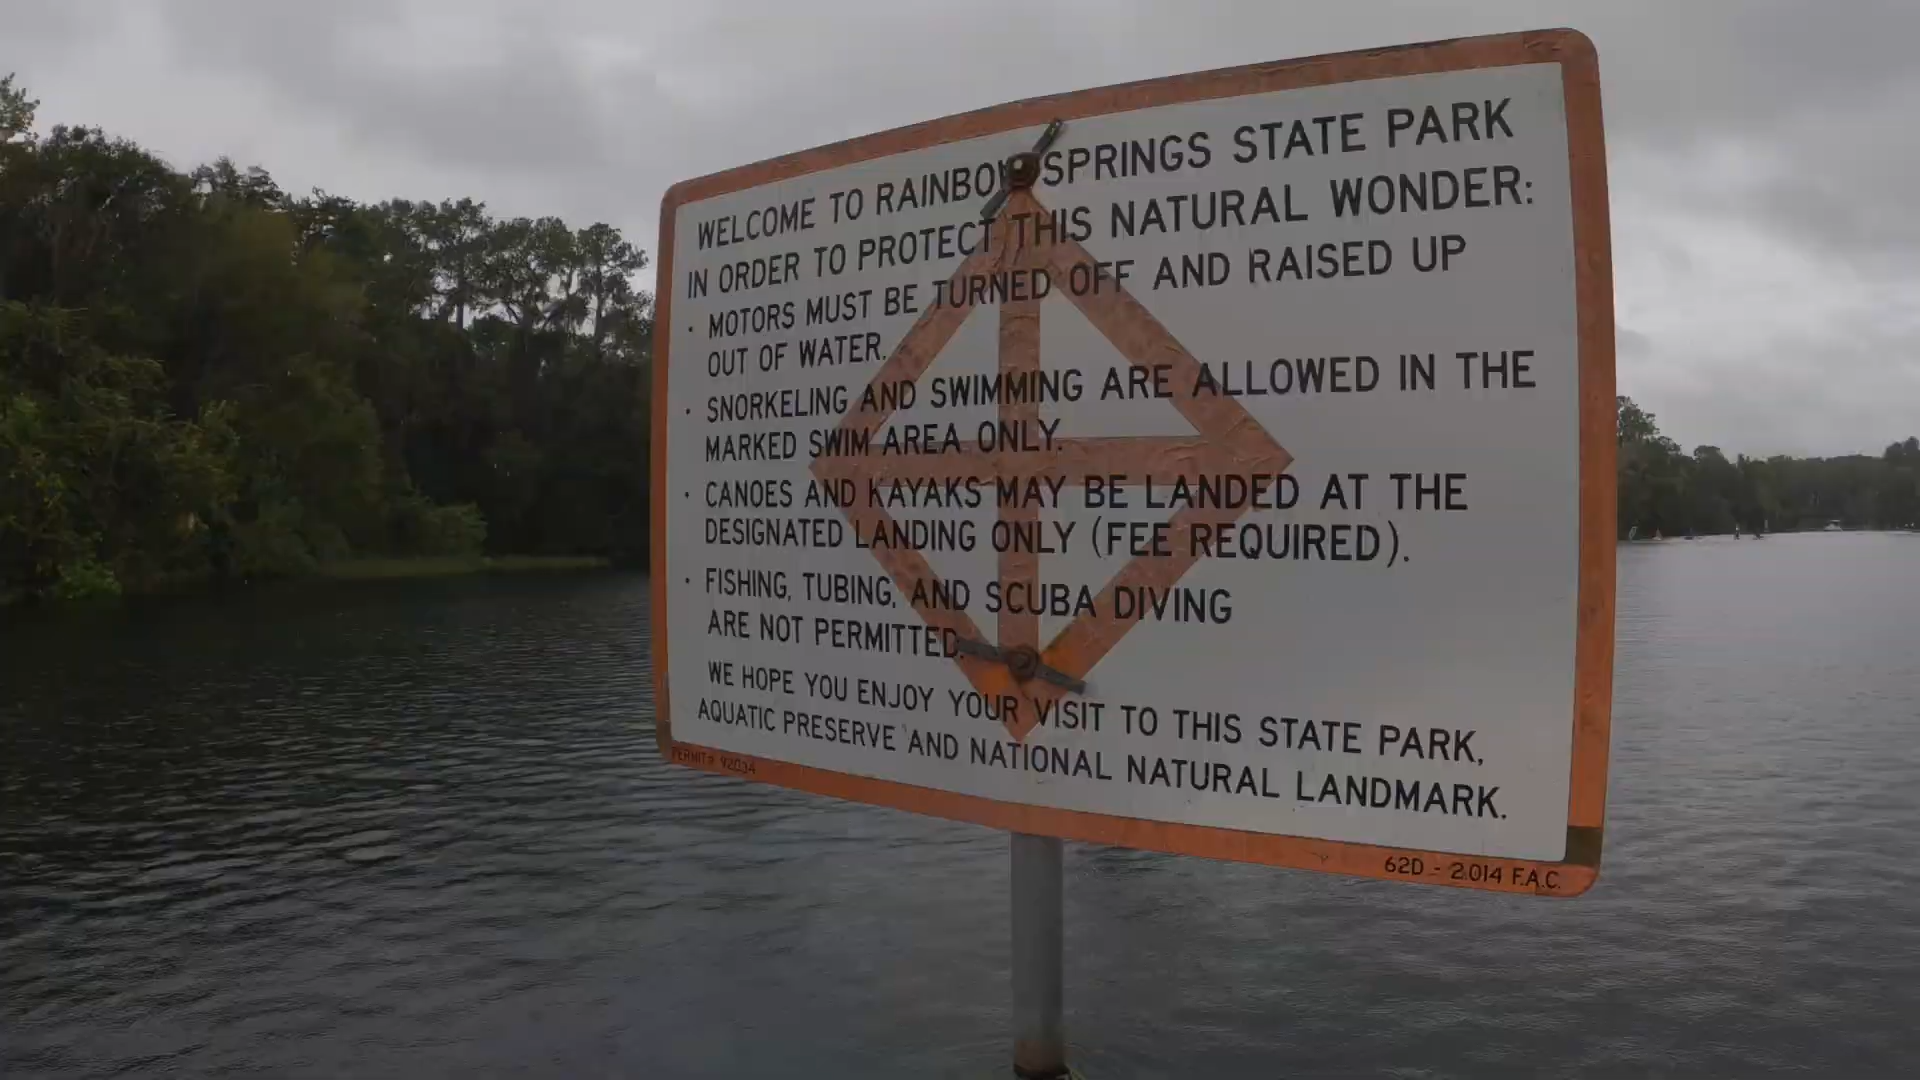 WELCOME TO RAINBOW SPRINGS STATE PARK
IN ORDER TO PROTECT THIS NATURAL WONDER:
· MOTORS MUST BE TURNED OFF AND RAISED UP
OUT OF WATER.
· SNORKELING AND SWIMMING ARE ALLOWED IN THE
MARKED SWIM AREA ONLY.
· CANOES AND KAYAKS MAY BE LANDED AT THE
DESIGNATED LANDING ONLY (FEE REQUIRED).
· FISHING, TUBING, AND SCUBA DIVING
ARE NOT PERMITTED.
WE HOPE YOU ENJOY YOUR VISIT TO THIS STATE PARK,
AQUATIC PRESERVE AND NATIONAL NATURAL LANDMARK.
PERMIT# 92034
62D - 2.014 F.A.C.